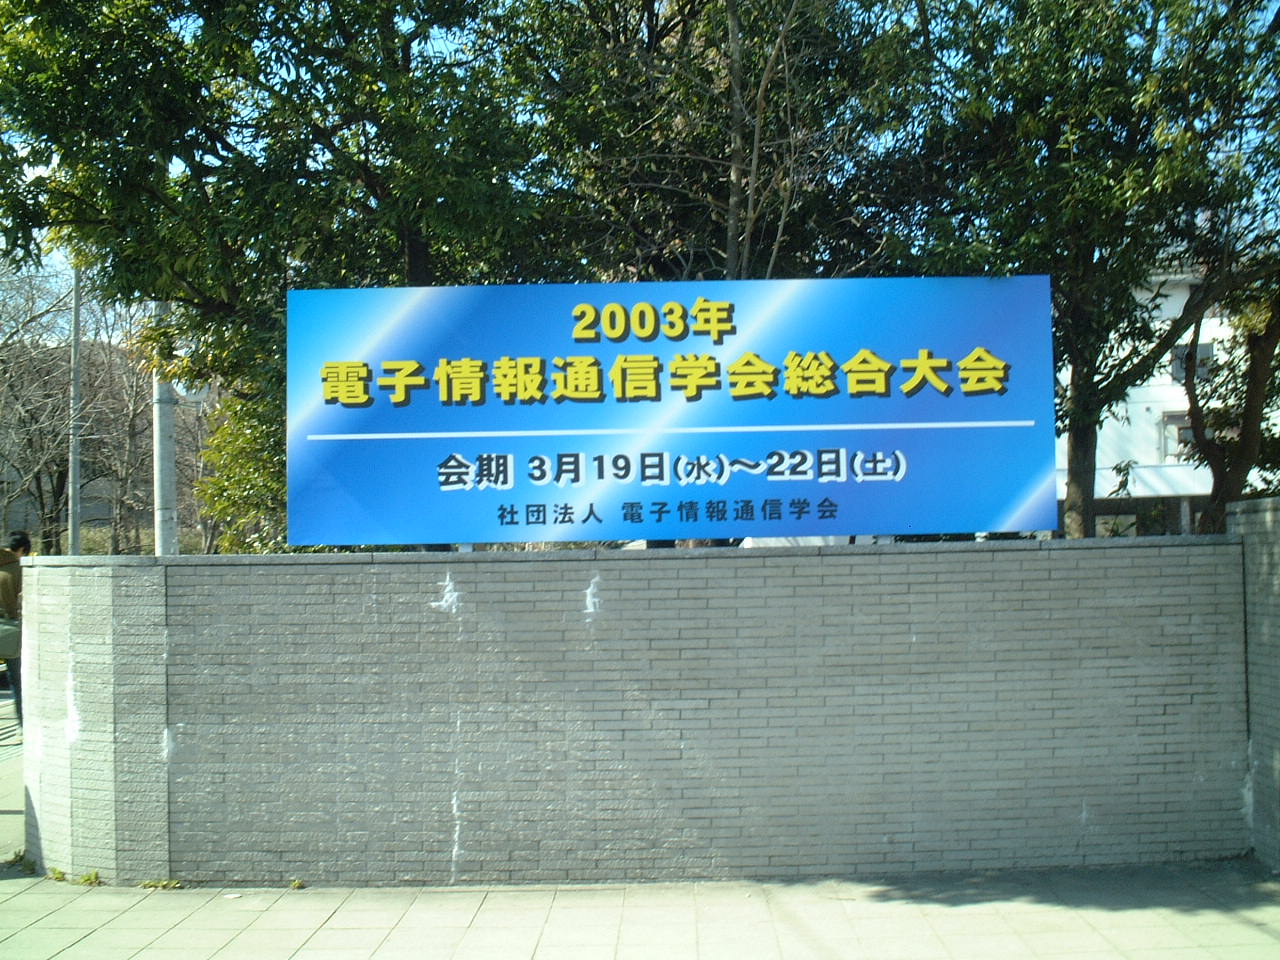 2003年
電子情報通信学会総合大会
会期 3月19日(水)～22日(土)
社団法人 電子情報通信学会